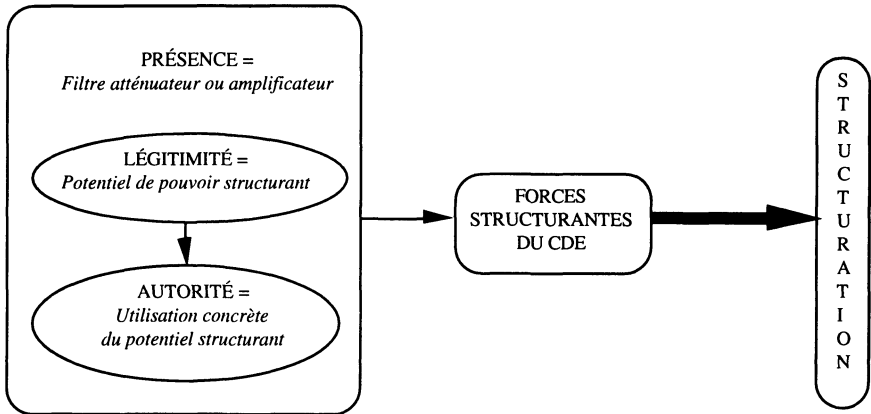 PRÉSENCE =
Filtre atténuateur ou amplificateur
LÉGITIMITÉ =
Potentiel de pouvoir structurant
AUTORITÉ =
Utilisation concrète
du potentiel structurant
FORCES
STRUCTURANTES
DU CDE
STRUCTURATION